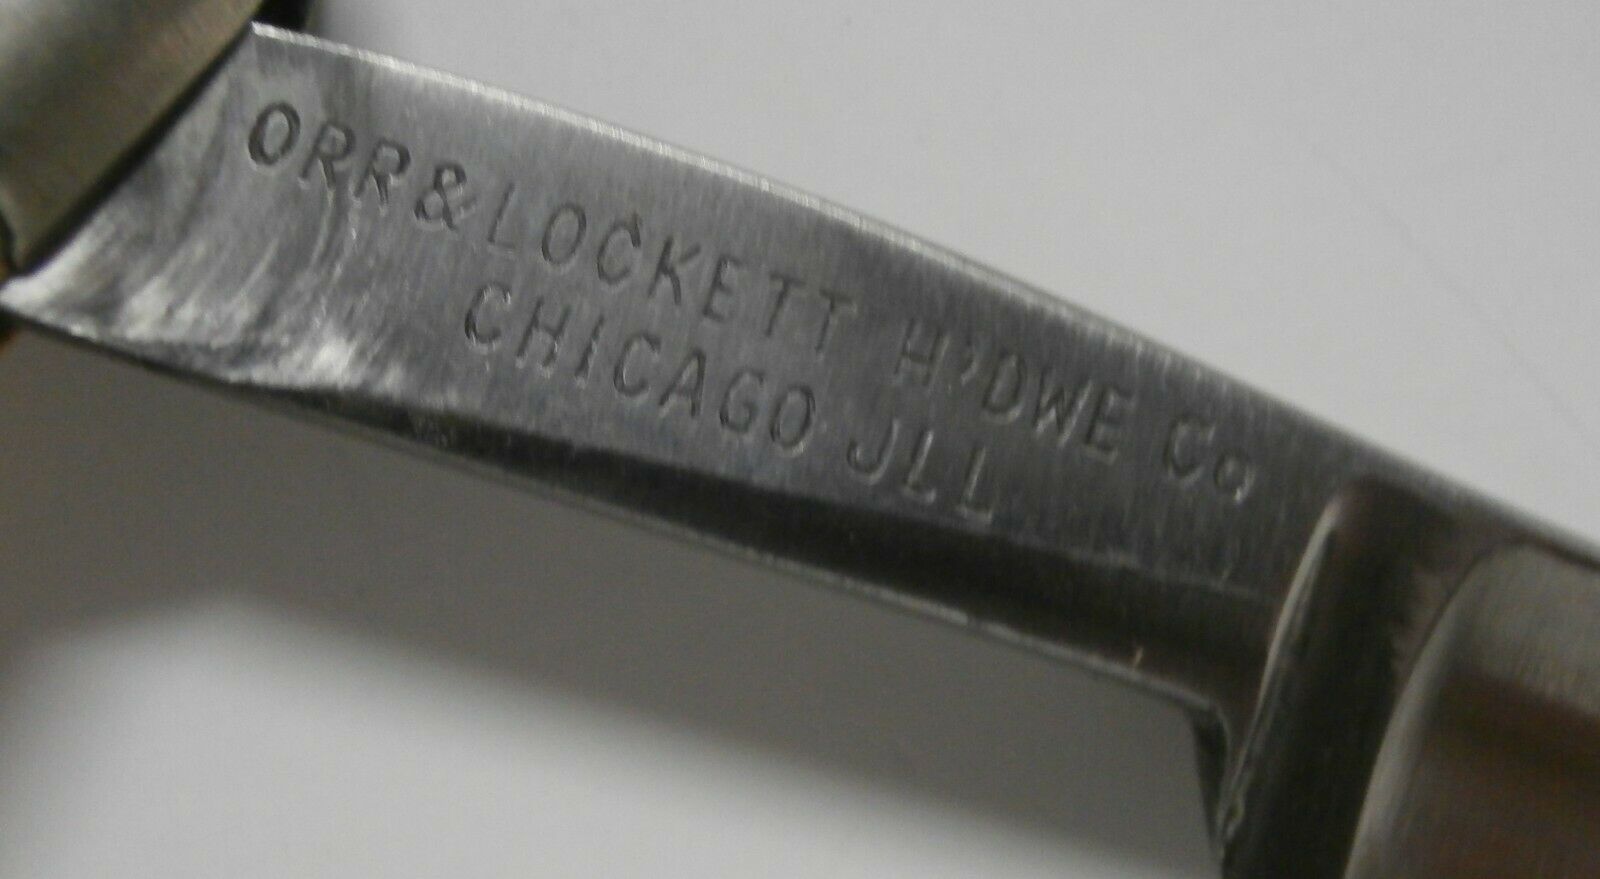 ORR & LOCKETT H'DWE Co
CHICAGO JLL